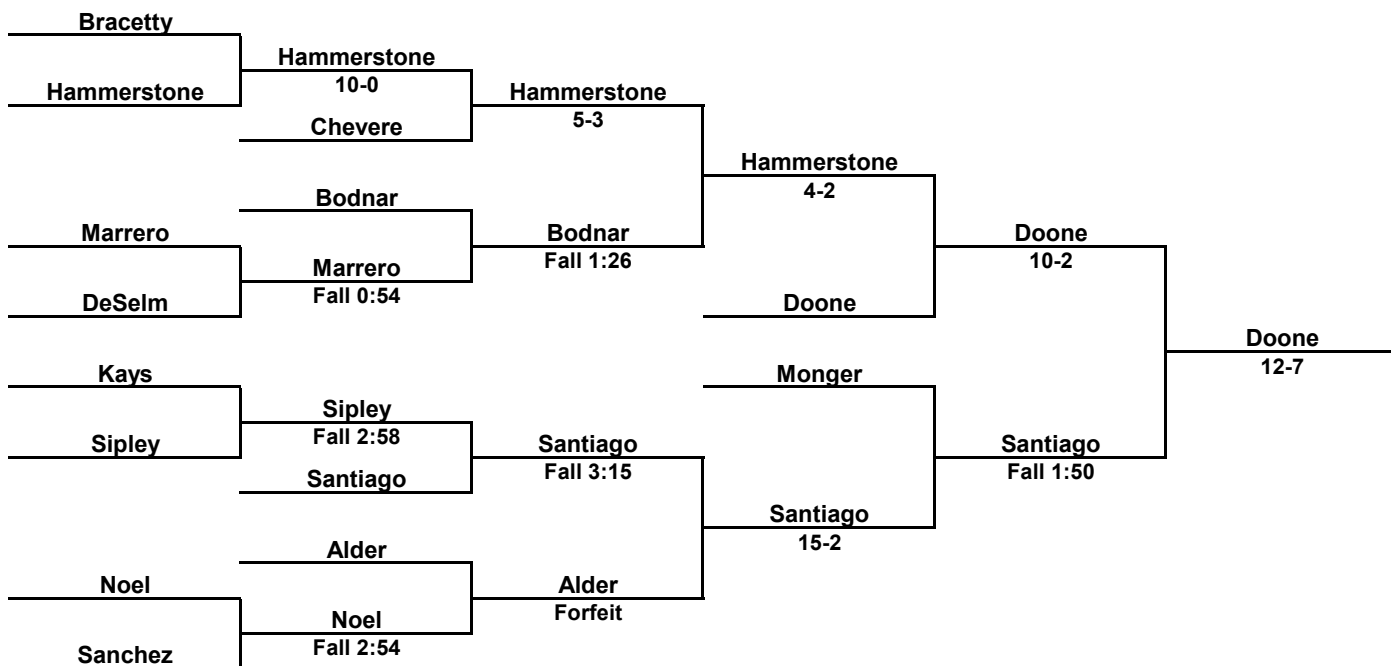 Bracetty
Hammerstone
10-0
Hammerstone
Hammerstone
5-3
Chevere
Hammerstone
4-2
Bodnar
Marrero
Bodnar
Fall 1:26
Doone
10-2
Marrero
Fall 0:54
DeSelm
Doone
Doone
12-7
Kays
Monger
Sipley
Fall 2:58
Sipley
Santiago
Fall 3:15
Santiago
Fall 1:50
Santiago
Santiago
15-2
Alder
Noel
Alder
Forfeit
Noel
Fall 2:54
Sanchez